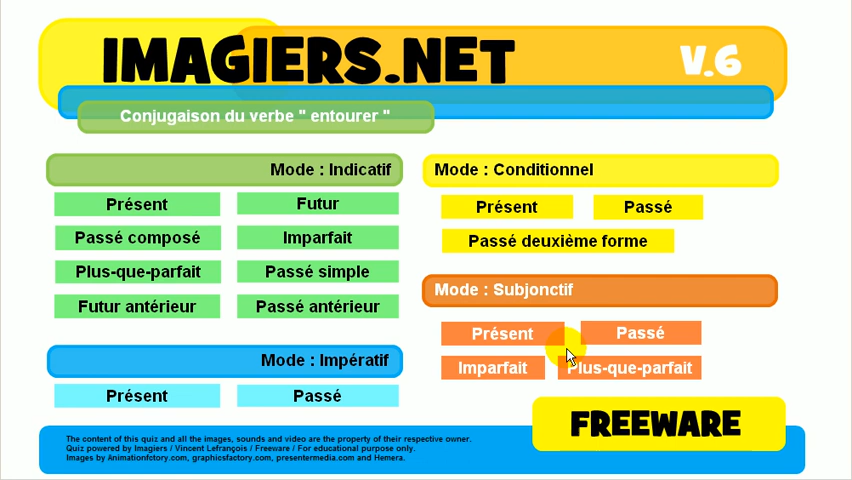 IMAGIERS.NET
V.6
Conjugaison du verbe " entourer "
Mode : Indicatif
Présent
Futur
Passé composé
Imparfait
Plus-que-parfait
Passé simple
Futur antérieur
Passé antérieur
Mode : Impératif
Présent
Passé
Mode : Conditionnel
Présent
Passé
Passé deuxième forme
Mode : Subjonctif
Présent
Passé
Imparfait
Plus-que-parfait
FREEWARE
The content of this quiz and all the images, sounds and video are the property of their respective owner.
Quiz powered by Imagiers / Vincent Lefrançois / Freeware / For educational purpose only.
Images by Animationfctory.com, graphicsfactory.com, presentermedia.com and Hemera.